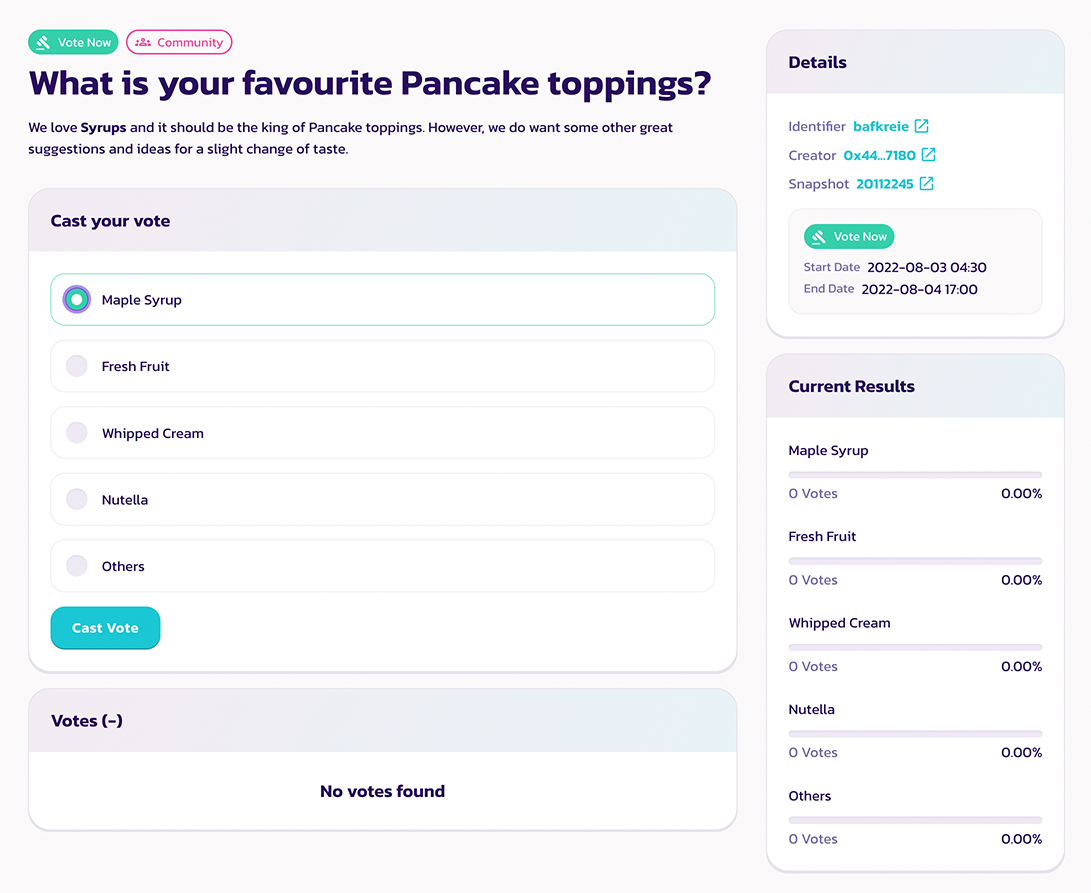 Vote Now
Community
What is your favourite Pancake toppings?
We love Syrups and it should be the king of Pancake toppings. However, we do want some other great
suggestions and ideas for a slight change of taste.
Cast your vote
Maple Syrup
Fresh Fruit
Whipped Cream
Nutella
Others
Cast Vote
Votes (-)
No votes found
Details
Identifier bafkreie
Creator 0x44...7180
Snapshot 20112245
Vote Now
Start Date 2022-08-03 04:30
End Date 2022-08-04 17:00
Current Results
Maple Syrup
0 Votes 0.00%
Fresh Fruit
0 Votes 0.00%
Whipped Cream
0 Votes 0.00%
Nutella
0 Votes 0.00%
Others
0 Votes 0.00%